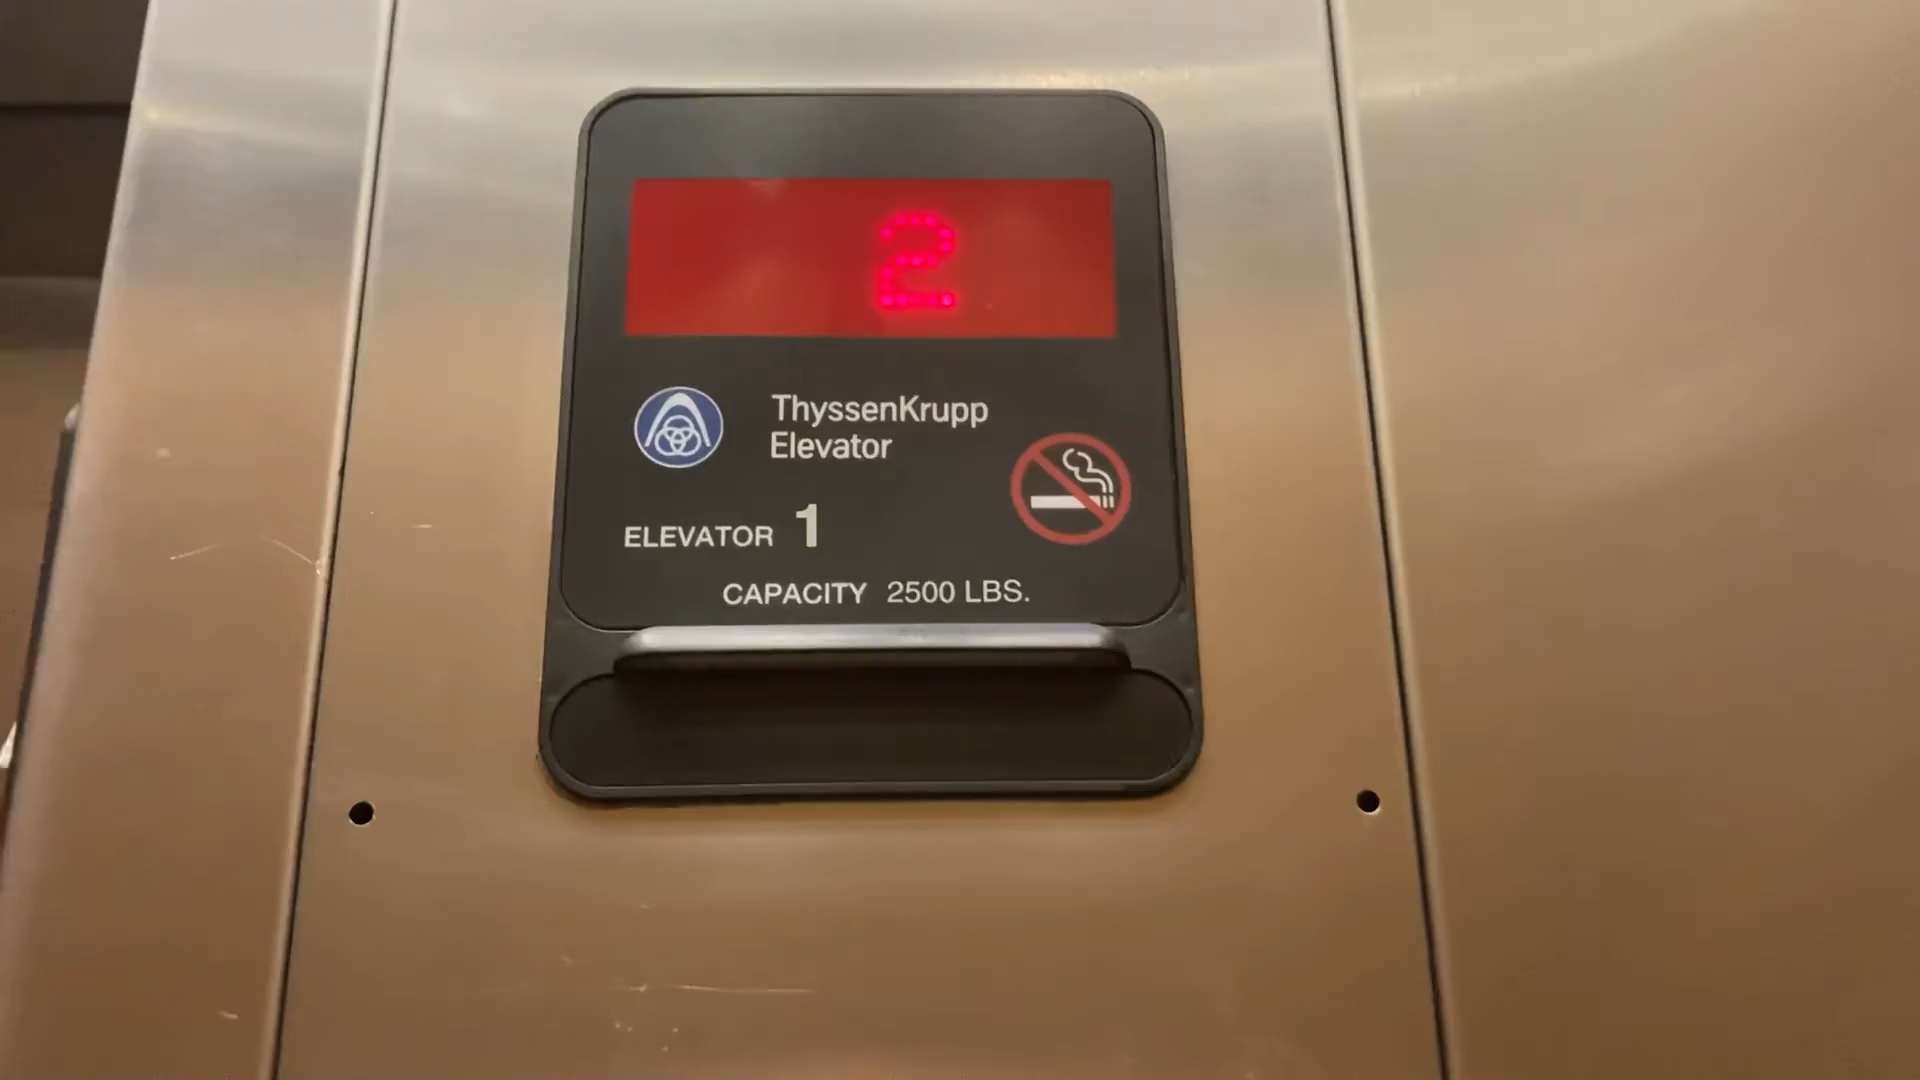 2
ThyssenKrupp
Elevator
ELEVATOR 1
CAPACITY 2500 LBS.